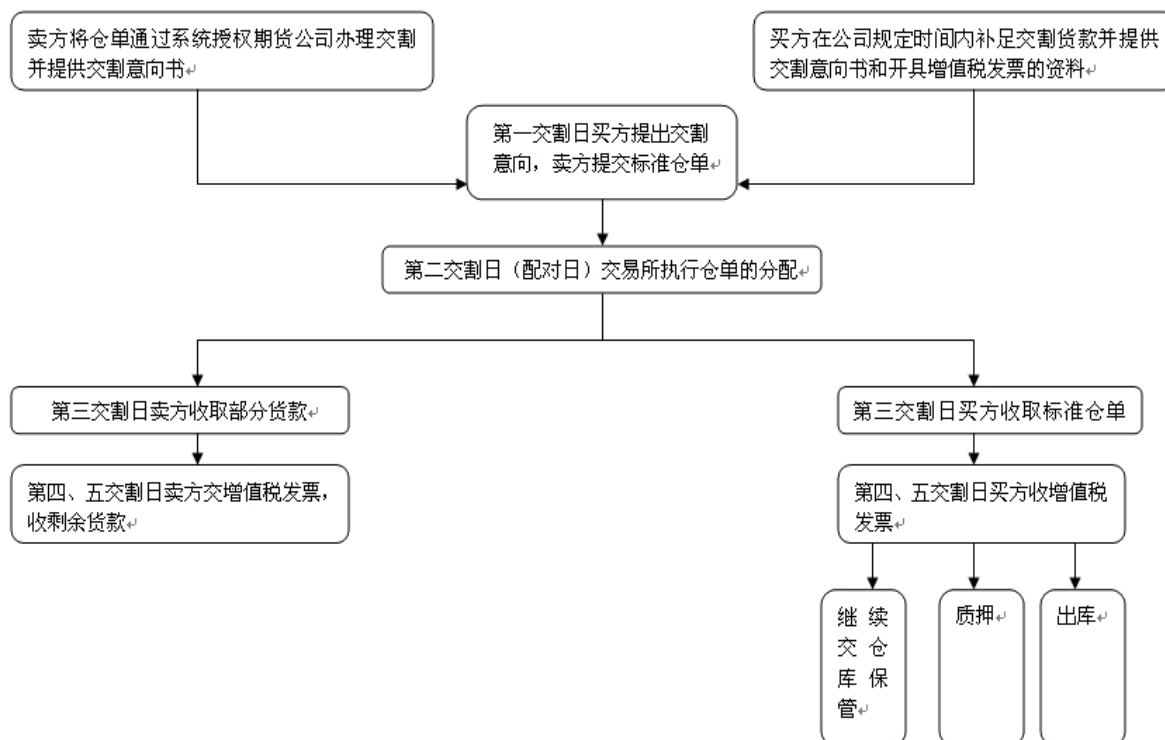 卖方将仓单通过系统授权期货公司办理交割
并提供交割意向书↵
买方在公司规定时间内补足交割货款并提供
交割意向书和开具增值税发票的资料↵
第一交割日买方提出交割
意向，卖方提交标准仓单↵
第二交割日（配对日）交易所执行仓单的分配↵
第三交割日卖方收取部分货款↵
第三交割日买方收取标准仓单
第四、五交割日卖方交增值税发票，
收剩余货款↵
第四、五交割日买方收增值税
发票↵
继续
交仓
库保
管↵
质押↵
出库↵